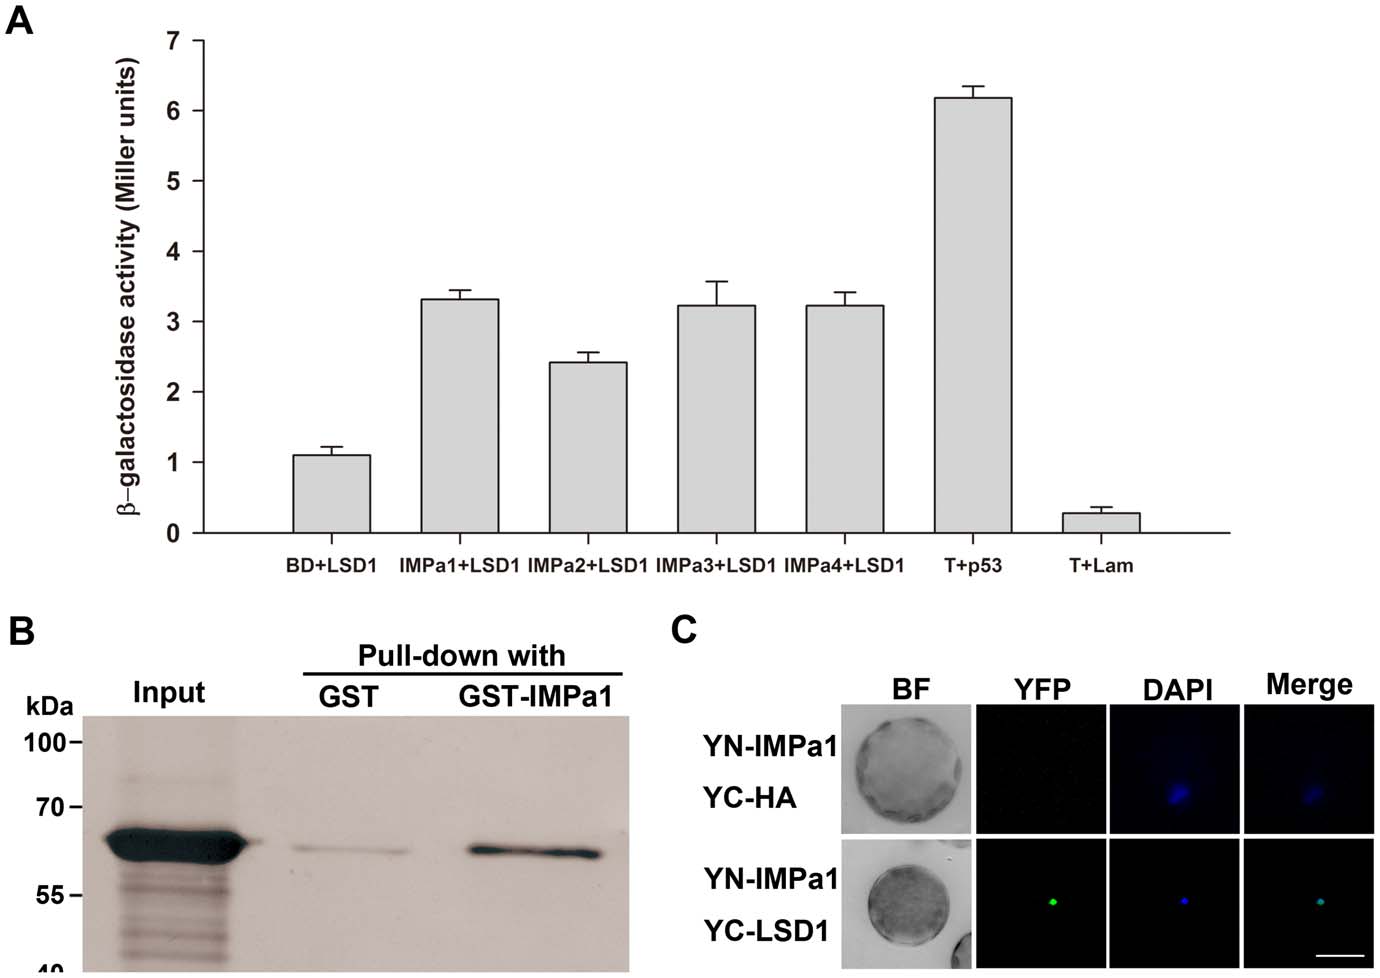 A
β-galactosidase activity (Miller units)
7
6
5
4
3
2
1
0
BD+LSD1 IMPa1+LSD1 IMPa2+LSD1 IMPa3+LSD1 IMPa4+LSD1 T+p53 T+Lam
B
Pull-down with
Input GST GST-IMPa1
kDa
100
70
55
40
C
BF YFP DAPI Merge
YN-IMPa1
YC-HA
YN-IMPa1
YC-LSD1